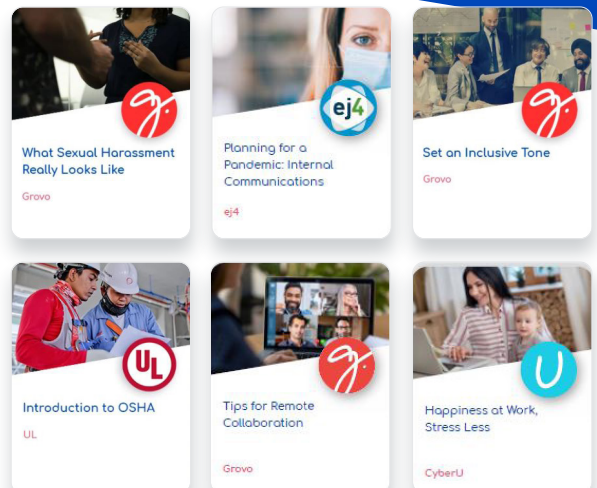 What Sexual Harassment
Really Looks Like
Grovo
ej4
Planning for a
Pandemic: Internal
Communications
ej4
Set an Inclusive Tone
Grovo
UL
Introduction to OSHA
UL
Tips for Remote
Collaboration
Grovo
U
Happiness at Work,
Stress Less
CyberU